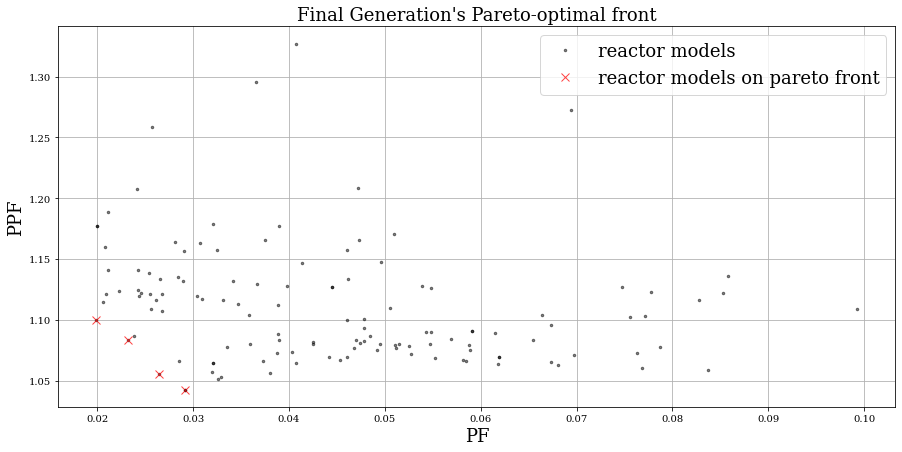 Final Generation's Pareto-optimal front
reactor models
reactor models on pareto front
1.30
1.25
1.20
1.15
1.10
1.05
PPF
0.02 0.03 0.04 0.05 0.06 0.07 0.08 0.09 0.10
PF